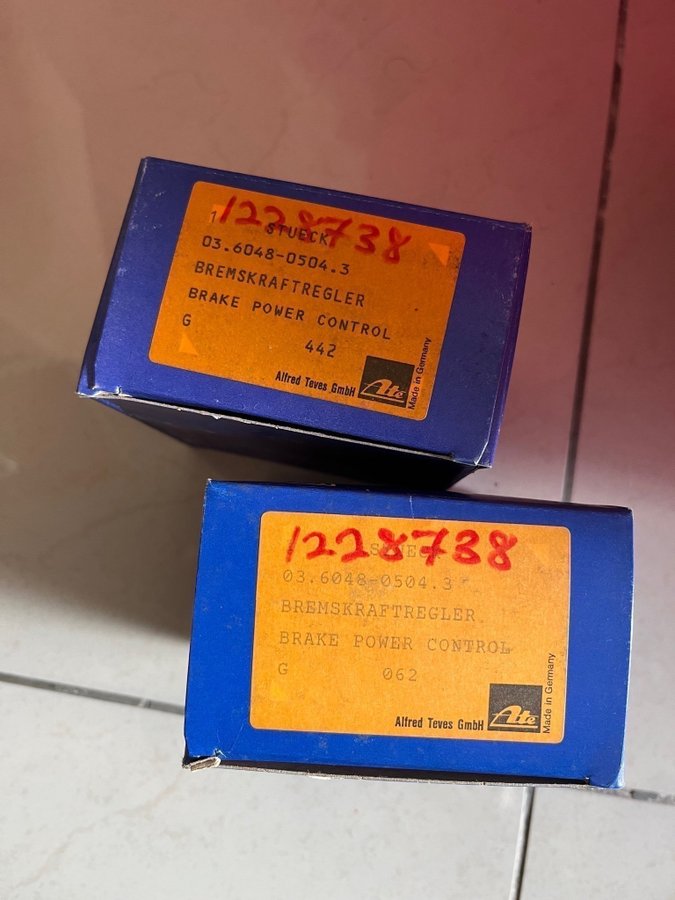 1228738
1 STUECK
03.6048-0504.3
BREMSKRAFTREGLER
BRAKE POWER CONTROL
G 442
Alfred Teves GmbH Ate
Made in Germany
1228738
STUECK
03.6048-0504.3
BREMSKRAFTREGLER
BRAKE POWER CONTROL
G 062
Alfred Teves GmbH Ate
Made in Germany